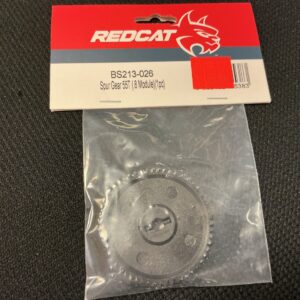 REDCAT
BS213-026
Spur Gear 55T (.8 Module)(1pc)